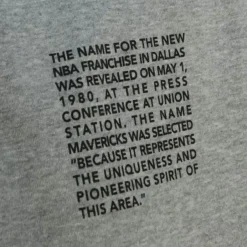 THE NAME FOR THE NEW
NBA FRANCHISE IN DALLAS
WAS REVEALED ON MAY 1,
1980, AT THE PRESS
CONFERENCE AT UNION
STATION. THE NAME
MAVERICKS WAS SELECTED
"BECAUSE IT REPRESENTS
THE UNIQUENESS AND
PIONEERING SPIRIT OF
THIS AREA."